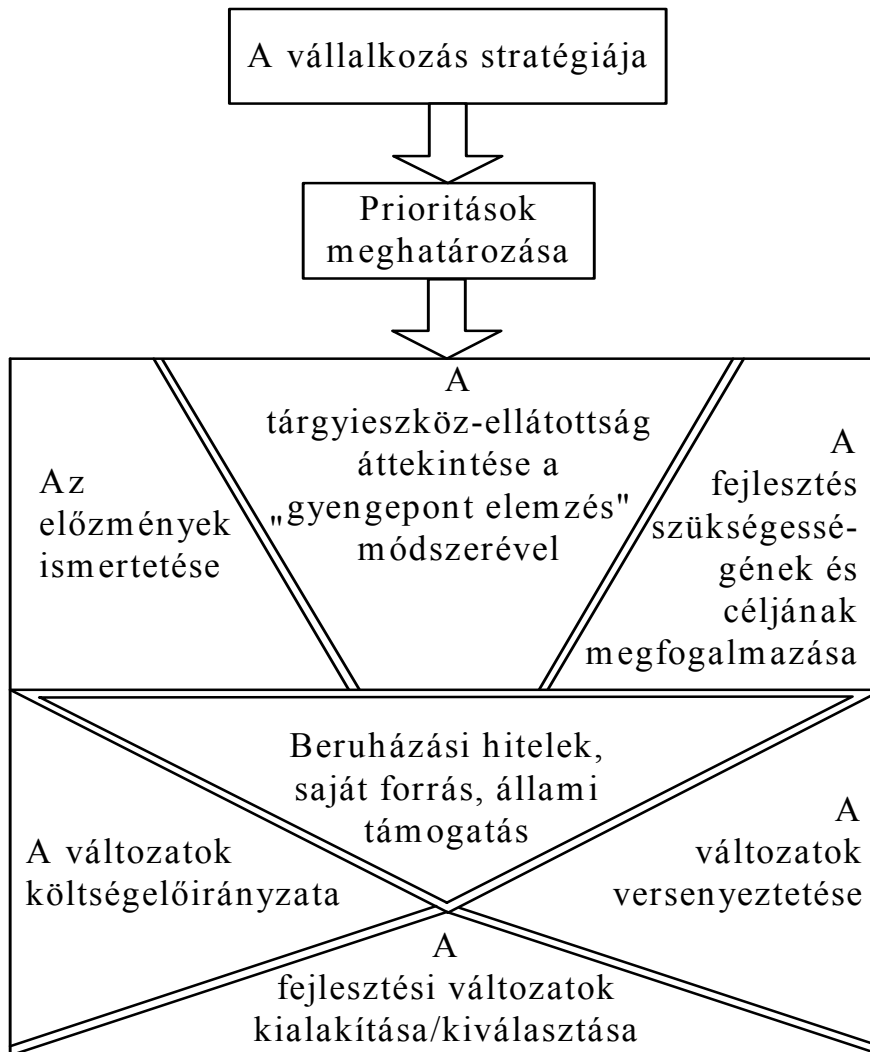 A vállalkozás stratégiája
Prioritások
meghatározása
Az
előzmények
ismertetése
A
tárgyieszköz-ellátottság
áttekintése a
"gyengepont elemzés"
módszerével
A
fejlesztés
szükségessé-
gének és
céljának
megfogalmazása
Beruházási hitelek,
saját forrás, állami
támogatás
A változatok
költségelőirányzata
A
változatok
versenyeztetése
A
fejlesztési változatok
kialakítása/kiválasztása